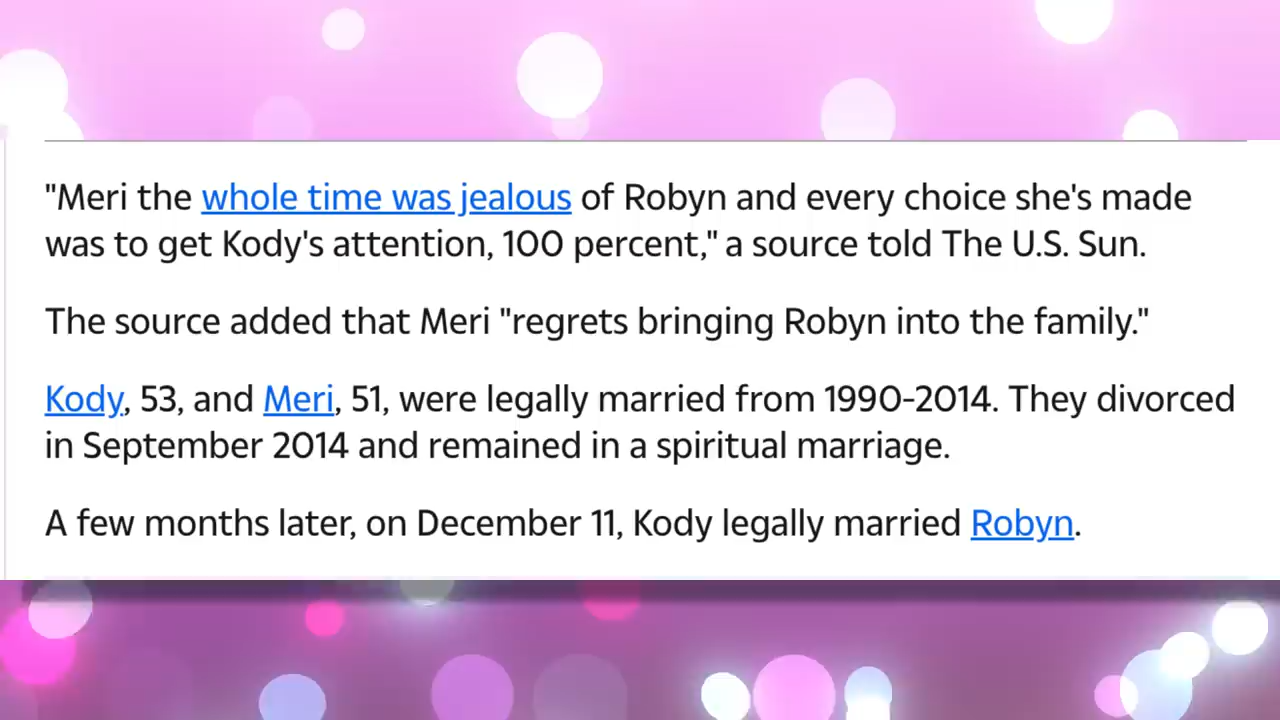 "Meri the whole time was jealous of Robyn and every choice she's made
was to get Kody's attention, 100 percent," a source told The U.S. Sun.
The source added that Meri "regrets bringing Robyn into the family."
Kody, 53, and Meri, 51, were legally married from 1990-2014. They divorced
in September 2014 and remained in a spiritual marriage.
A few months later, on December 11, Kody legally married Robyn.